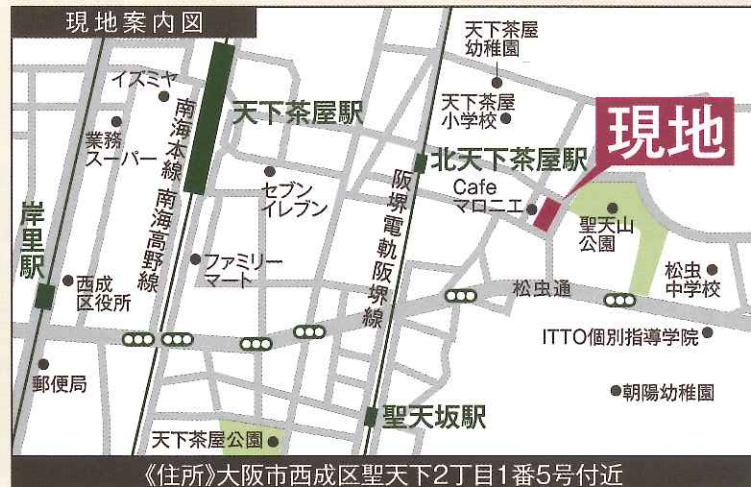 現地案内図
イズミヤ
業務
スーパー
南海本線
南海高野線
天下茶屋駅
セブン
イレブン
ファミリー
マート
岸里駅
西成
区役所
郵便局
天下茶屋公園
天下茶屋
幼稚園
天下茶屋
小学校
現地
北天下茶屋駅
Cafe
マロニエ
聖天山
公園
阪堺電軌阪堺線
松虫通
松虫
中学校
ITTO個別指導学院
朝陽幼稚園
聖天坂駅
《住所》大阪市西成区聖天下2丁目1番5号付近